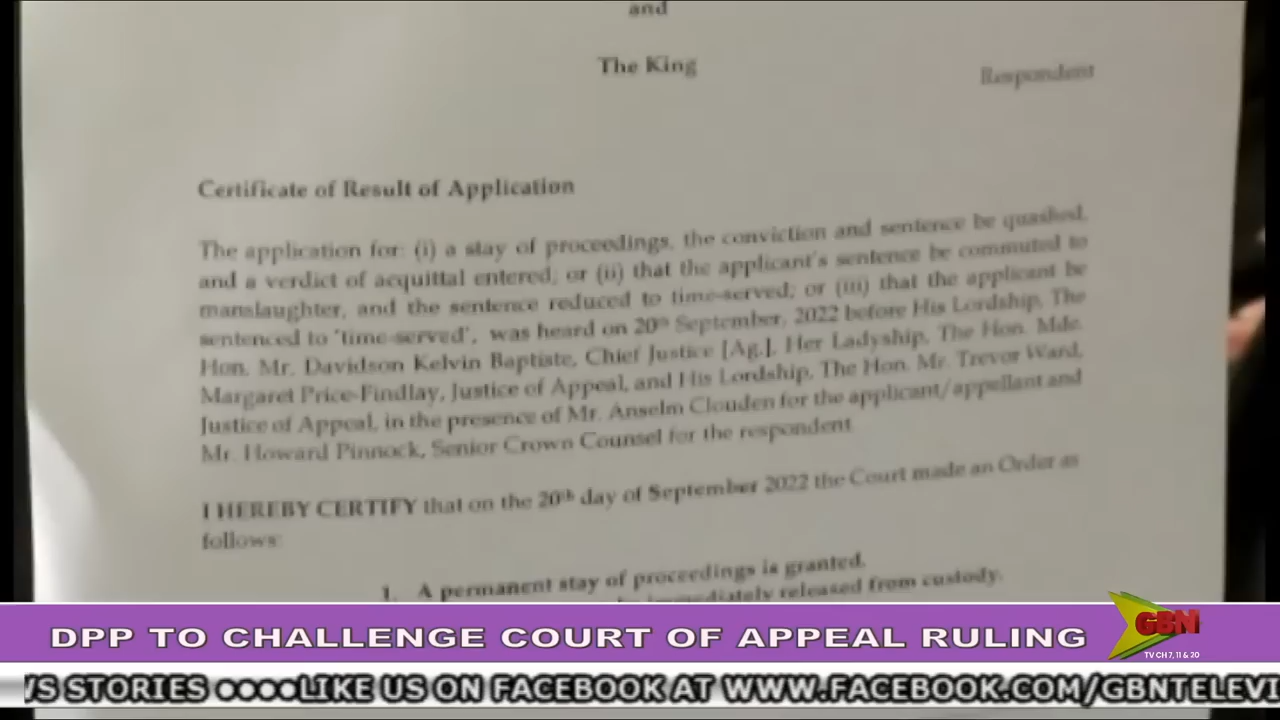 and
The King
Respondent
Certificate of Result of Application
The application for: (i) a stay of proceedings, the conviction and sentence be quashed,
and a verdict of acquittal entered; or (ii) that the applicant's sentence be commuted to
manslaughter, and the sentence reduced to time-served; or (iii) that the applicant be
sentenced to 'time-served', was heard on 20th September, 2022 before His Lordship, The
Hon. Mr. Davidson Kelvin Baptiste, Chief Justice [Ag.], Her Ladyship, The Hon. Mde.
Margaret Price-Findlay, Justice of Appeal, and His Lordship, The Hon. Mr. Trevor Ward,
Justice of Appeal, in the presence of Mr. Anselm Clouden for the applicant/appellant and
Mr. Howard Pinnock, Senior Crown Counsel for the respondent
I HEREBY CERTIFY that on the 20th day of September 2022 the Court made an Order as
follows:
1. A permanent stay of proceedings is granted.
immediately released from custody.
DPP TO CHALLENGE COURT OF APPEAL RULING
GBN
TV CH 7, 11 & 20
WS STORIES ●●●●LIKE US ON FACEBOOK AT WWW.FACEBOOK.COM/GBNTELEVI